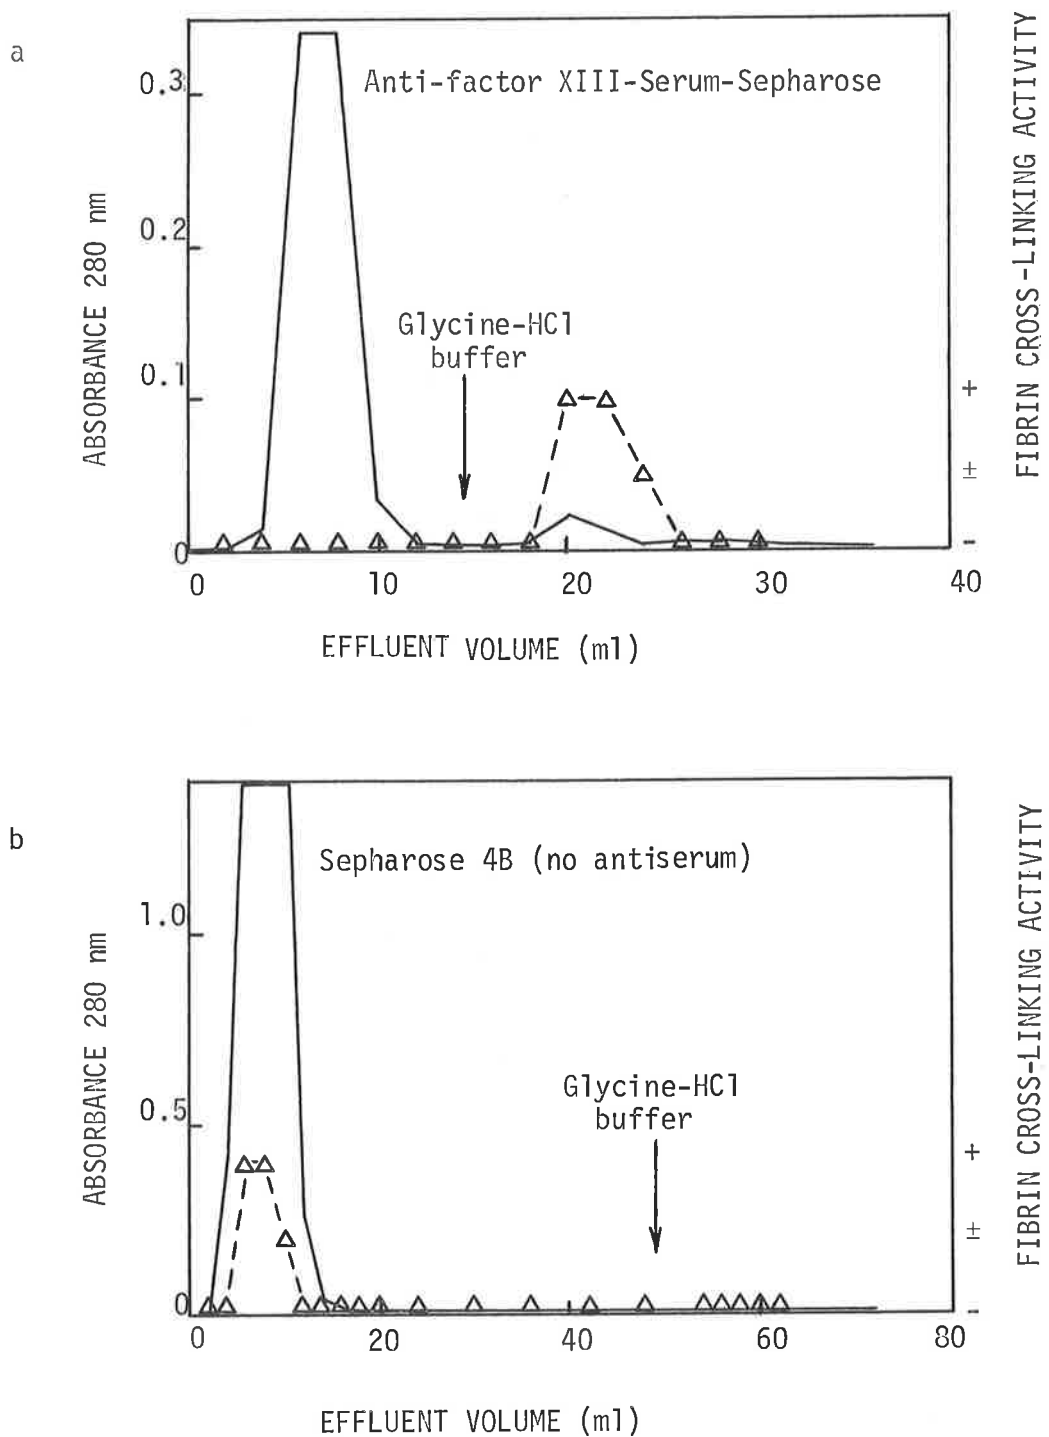 a
ABSORBANCE 280 nm
0.3
0.2
0.1
0
Anti-factor XIII-Serum-Sepharose
Glycine-HCl
buffer
+
±
-
FIBRIN CROSS-LINKING ACTIVITY
0 10 20 30 40
EFFLUENT VOLUME (ml)
b
ABSORBANCE 280 nm
1.0
0.5
0
Sepharose 4B (no antiserum)
Glycine-HCl
buffer
+
±
-
FIBRIN CROSS-LINKING ACTIVITY
0 20 40 60 80
EFFLUENT VOLUME (ml)